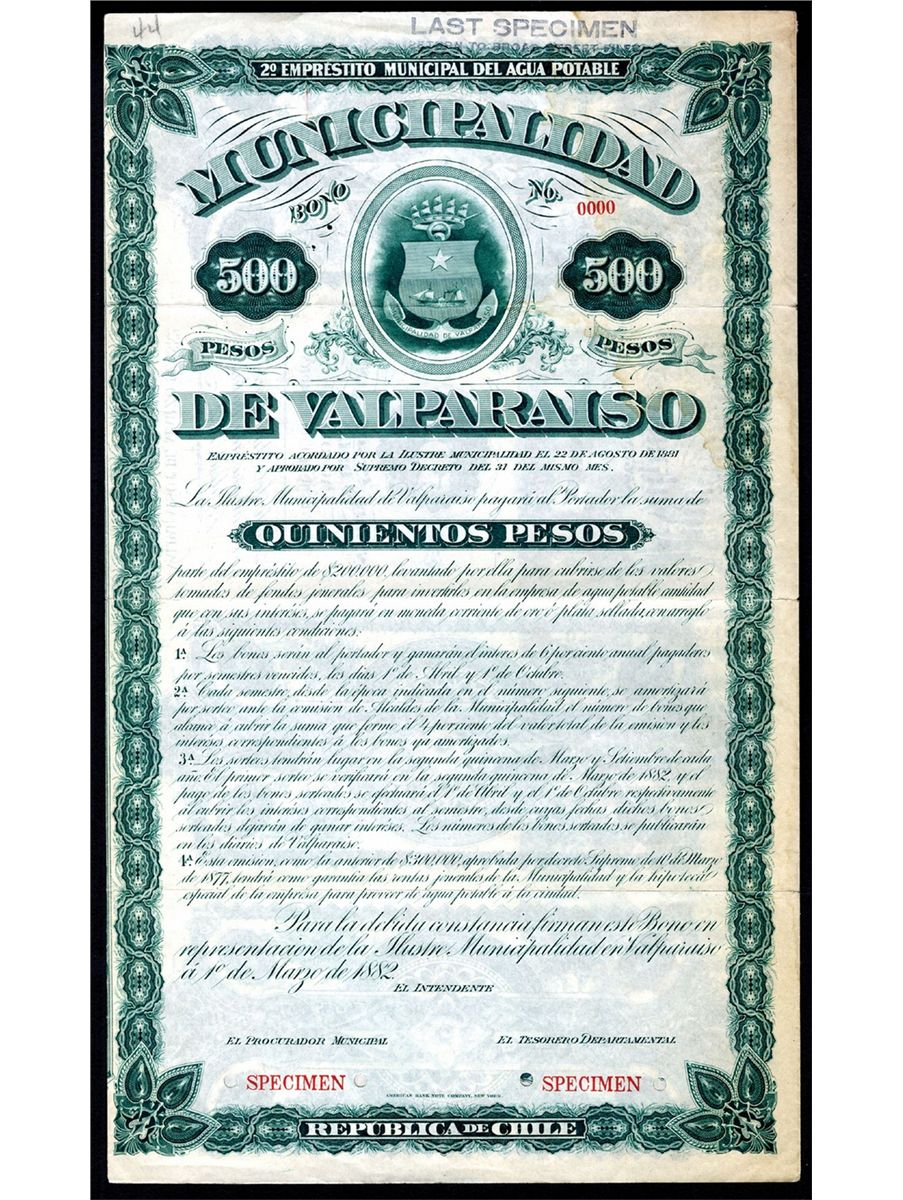 44
LAST SPECIMEN
2º EMPRÉSTITO MUNICIPAL DEL AGUA POTABLE
MUNICIPALIDAD
BONO No. 0000
500 500
PESOS PESOS
MUNICIPALIDAD DE VALPARAISO
DE VALPARAISO
EMPRÉSTITO ACORDADO POR LA ILUSTRE MUNICIPALIDAD EL 22 DE AGOSTO DE 1881
Y APROBADO POR SUPREMO DECRETO DEL 31 DEL MISMO MES.
La Ilustre Municipalidad de Valparaiso pagará al Portador la suma de
QUINIENTOS PESOS
parte del empréstito de $200,000, levantado por ella para cubrirse de los valores
tomados de fondos jenerales para invertirlos en la empresa de agua potable cantidad
que con sus intereses, se pagará en moneda corriente de oro ó plata, sellada, con arreglo
á las siguientes condiciones:
1ª Los bonos serán al portador y ganarán el interes de 6 por ciento anual pagaderos
por semestres vencidos, los dias 1º de Abril y 1º de Octubre.
2ª Cada semestre, desde la época indicada en el número siguiente, se amortizará
por sorteo ante la comision de Alcaldes de la Municipalidad el número de bonos que
alcance á cubrir la suma que forme el 4 por ciento del valor total de la emision y los
intereses correspondientes á los bonos ya amortizados.
3ª Los sorteos tendrán lugar en la segunda quincena de Marzo y Setiembre de cada
año. El primer sorteo se verificará en la segunda quincena de Marzo de 1882, y el
pago de los bonos sorteados se efectuará el 1º de Abril y el 1º de Octubre respectivamente
al cubrir los intereses correspondientes al semestre, desde cuyas fechas dichos bonos
sorteados dejarán de ganar intereses. Los números de los bonos sorteados se publicarán
en los diarios de Valparaiso.
4ª Esta emision, como la anterior de $300,000, aprobada por decreto Supremo de 10 de Marzo
de 1877, tendrá como garantia las rentas jenerales de la Municipalidad y la hipoteca
especial de la empresa para proveer de agua potable á la ciudad.
Para la debida constancia firman este Bono en
representacion de la Ilustre Municipalidad en Valparaiso
á 1º de Marzo de 1882.
EL INTENDENTE
EL PROCURADOR MUNICIPAL EL TESORERO DEPARTAMENTAL
SPECIMEN SPECIMEN
AMERICAN BANK NOTE COMPANY, NEW YORK.
REPÚBLICA DE CHILE